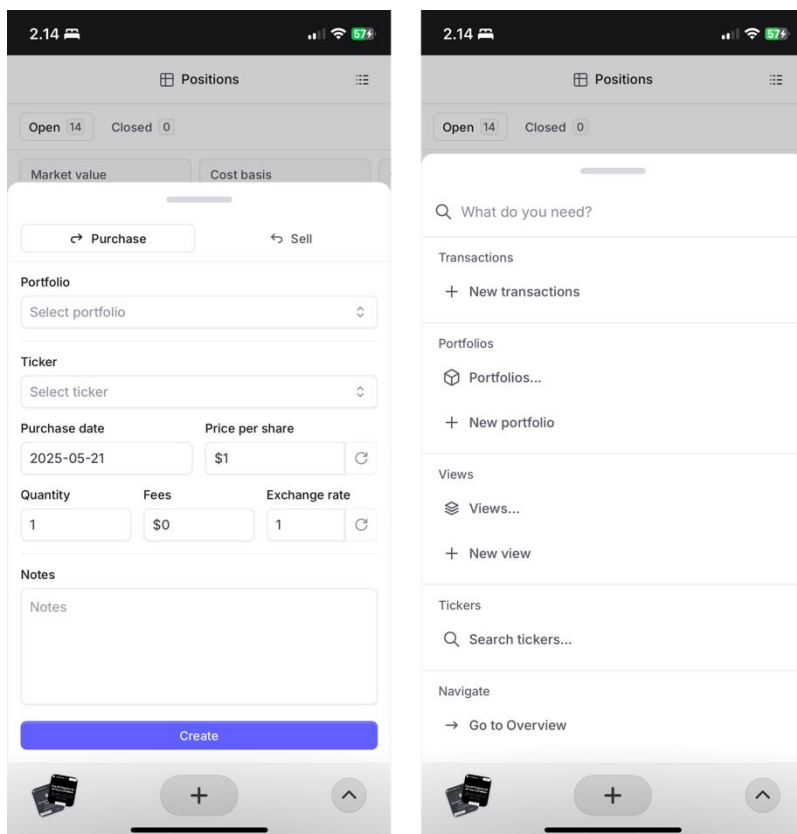 2.14
57
Positions
Open 14 Closed 0
Market value Cost basis
Purchase Sell
Portfolio
Select portfolio
Ticker
Select ticker
Purchase date Price per share
2025-05-21 $1
Quantity Fees Exchange rate
1 $0 1
Notes
Notes
Create
2.14
57
Positions
Open 14 Closed 0
What do you need?
Transactions
New transactions
Portfolios
Portfolios...
New portfolio
Views
Views...
New view
Tickers
Search tickers...
Navigate
Go to Overview